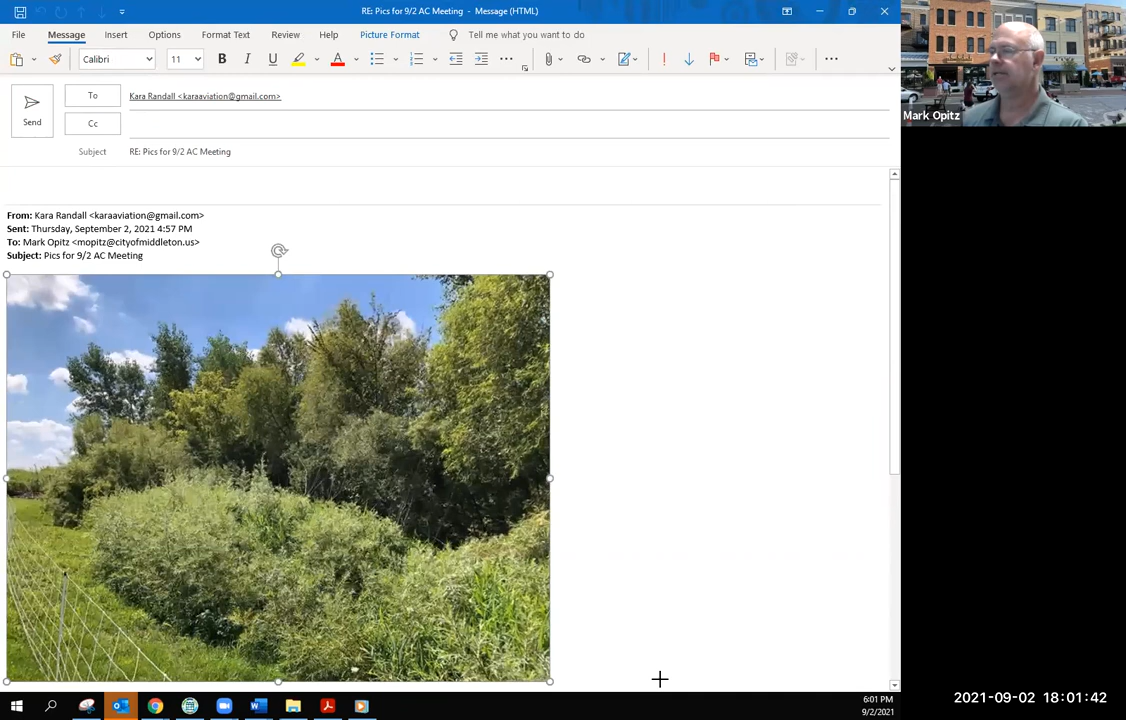 RE: Pics for 9/2 AC Meeting - Message (HTML)
File Message Insert Options Format Text Review Help Picture Format Tell me what you want to do
Calibri 11 B I U A
Send
To Kara Randall <karaaviation@gmail.com>
Cc
Subject RE: Pics for 9/2 AC Meeting
From: Kara Randall <karaaviation@gmail.com>
Sent: Thursday, September 2, 2021 4:57 PM
To: Mark Opitz <mopitz@cityofmiddleton.us>
Subject: Pics for 9/2 AC Meeting
Mark Opitz
6:01 PM
9/2/2021
2021-09-02 18:01:42